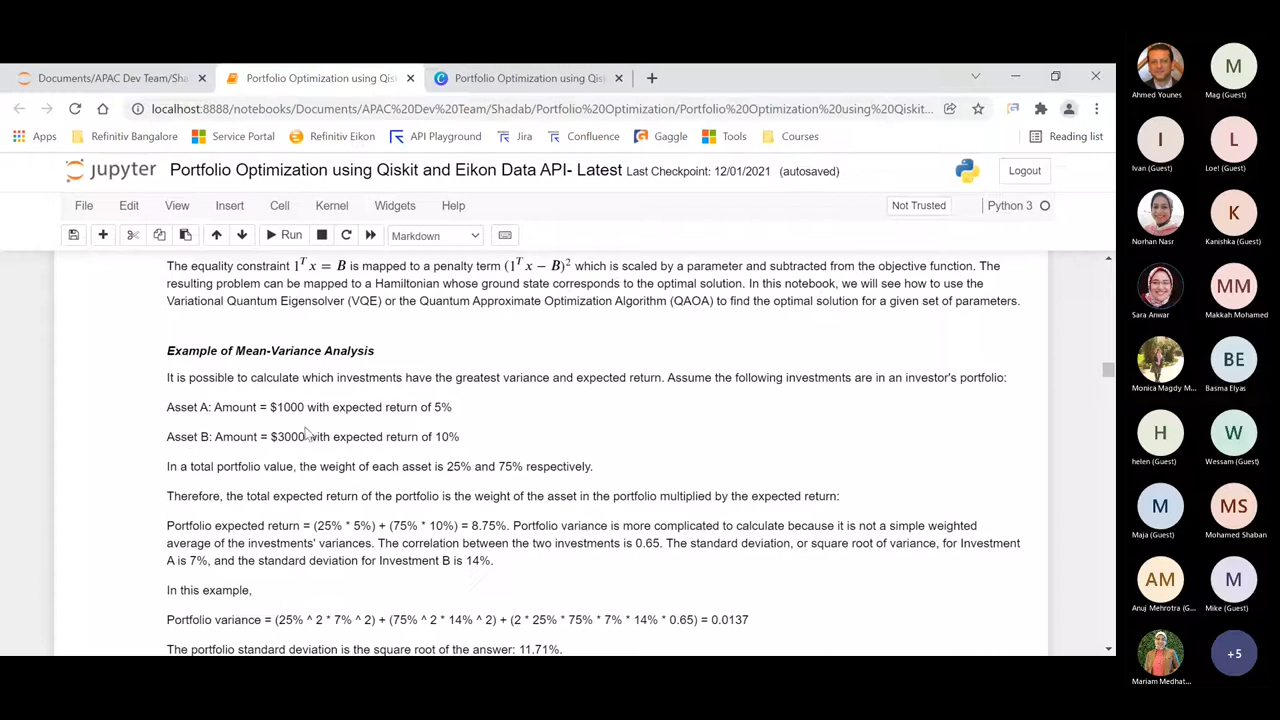 Documents/APAC Dev Team/Sha
Portfolio Optimization using Qisk
Portfolio Optimization using Qisk
localhost:8888/notebooks/Documents/APAC%20Dev%20Team/Sharab/Portfolio%20Optimization/Portfolio%20Optimization%20using%20Qiskit...
Apps Refinitiv Bangalore Service Portal Refinitiv Eikon API Playground Jira Confluence Kaggle Tools Courses Reading list
jupyter Portfolio Optimization using Qiskit and Eikon Data API- Latest Last Checkpoint: 12/01/2021 (autosaved) Logout
File Edit View Insert Cell Kernel Widgets Help Not Trusted Python 3
Run Markdown
The equality constraint 1ᵀx = B is mapped to a penalty term (1ᵀx − B)² which is scaled by a parameter and subtracted from the objective function. The
resulting problem can be mapped to a Hamiltonian whose ground state corresponds to the optimal solution. In this notebook, we will see how to use the
Variational Quantum Eigensolver (VQE) or the Quantum Approximate Optimization Algorithm (QAOA) to find the optimal solution for a given set of parameters.
Example of Mean-Variance Analysis
It is possible to calculate which investments have the greatest variance and expected return. Assume the following investments are in an investor's portfolio:
Asset A: Amount = $1000 with expected return of 5%
Asset B: Amount = $3000 with expected return of 10%
In a total portfolio value, the weight of each asset is 25% and 75% respectively.
Therefore, the total expected return of the portfolio is the weight of the asset in the portfolio multiplied by the expected return:
Portfolio expected return = (25% * 5%) + (75% * 10%) = 8.75%. Portfolio variance is more complicated to calculate because it is not a simple weighted
average of the investments' variances. The correlation between the two investments is 0.65. The standard deviation, or square root of variance, for Investment
A is 7%, and the standard deviation for Investment B is 14%.
In this example,
Portfolio variance = (25% ^ 2 * 7% ^ 2) + (75% ^ 2 * 14% ^ 2) + (2 * 25% * 75% * 7% * 14% * 0.65) = 0.0137
The portfolio standard deviation is the square root of the answer: 11.71%.
Ahmed Younes
M
Mag (Guest)
I
Ivan (Guest)
L
Loel (Guest)
Norhan Nasr
K
Kanishka (Guest)
Sara Anwar
MM
Makkah Mohamed
Monica Magdy M...
BE
Basma Elyas
H
helen (Guest)
W
Wessam (Guest)
M
Maja (Guest)
MS
Mohamed Shaban
AM
Anuj Mehrotra (G...
M
Mike (Guest)
Mariam Medhat...
+5